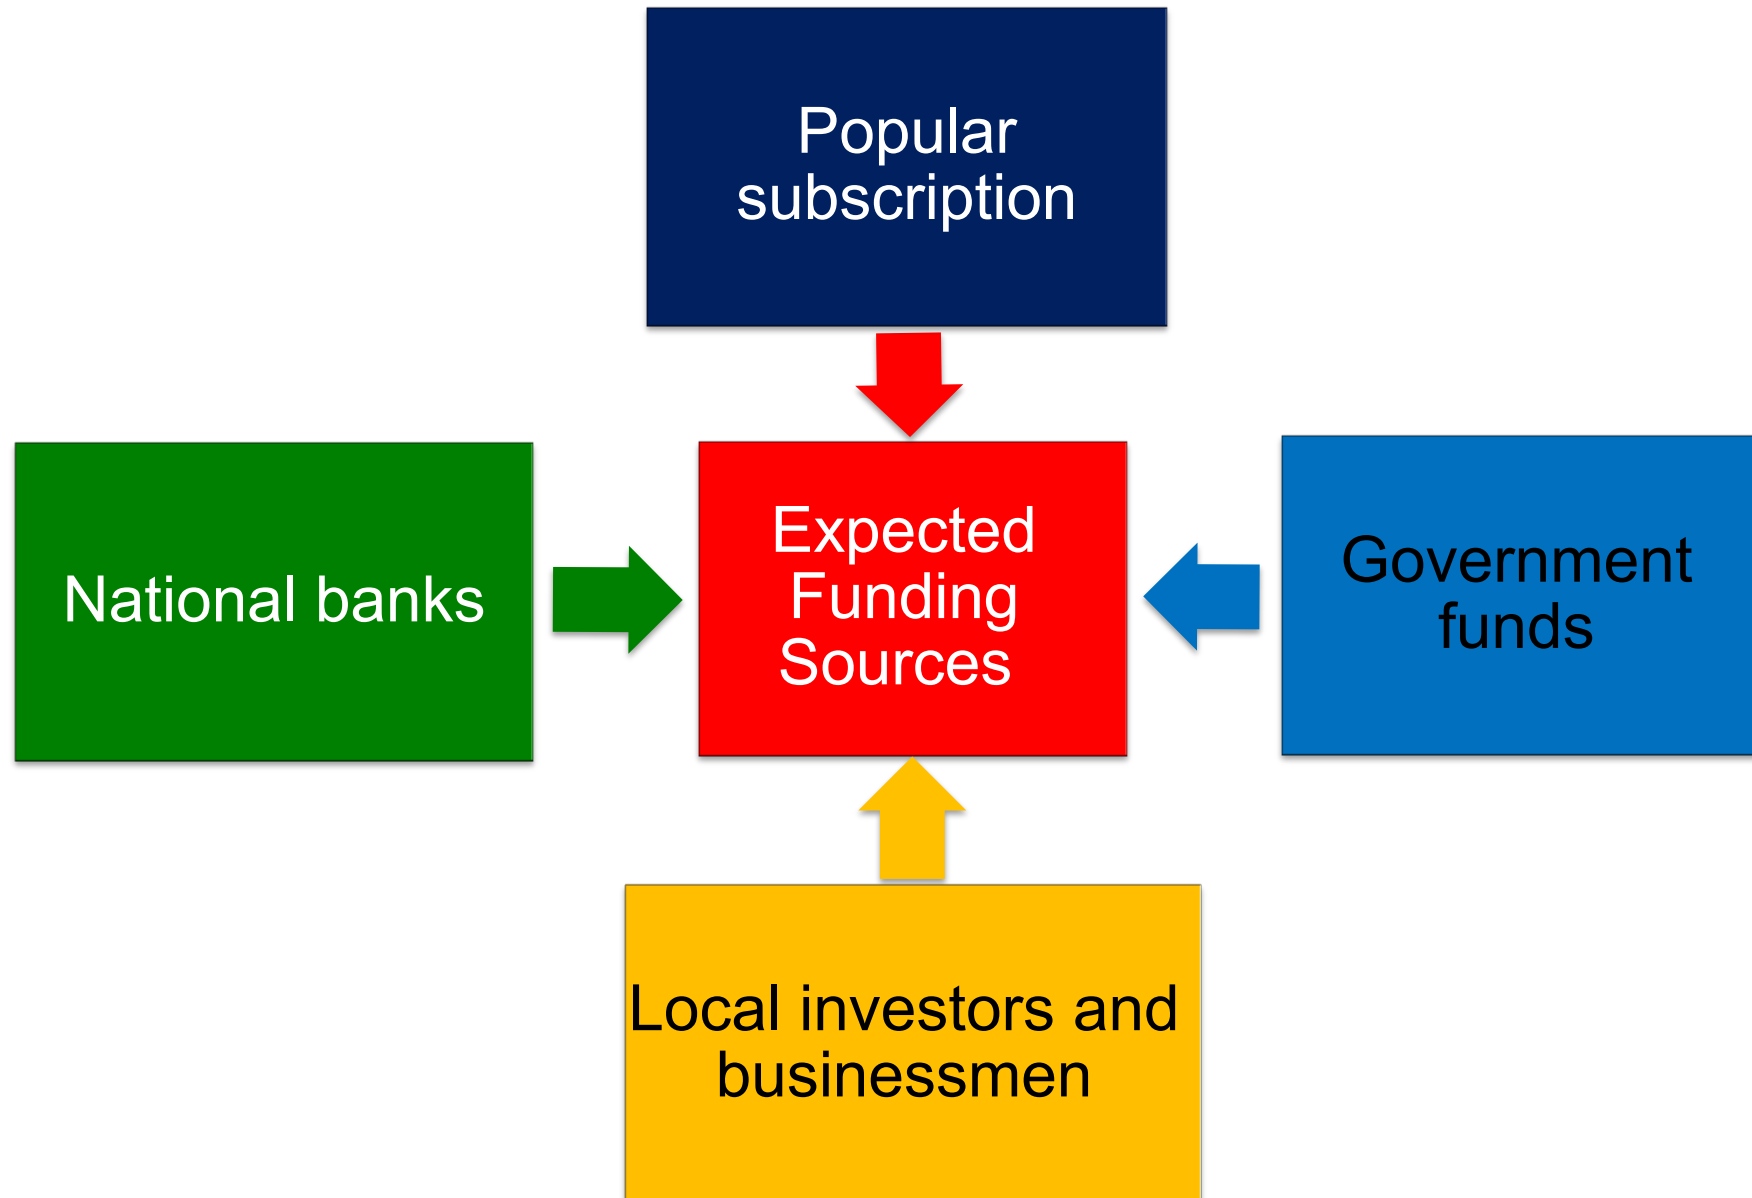 Popular
subscription
National banks
Expected
Funding
Sources
Government
funds
Local investors and
businessmen